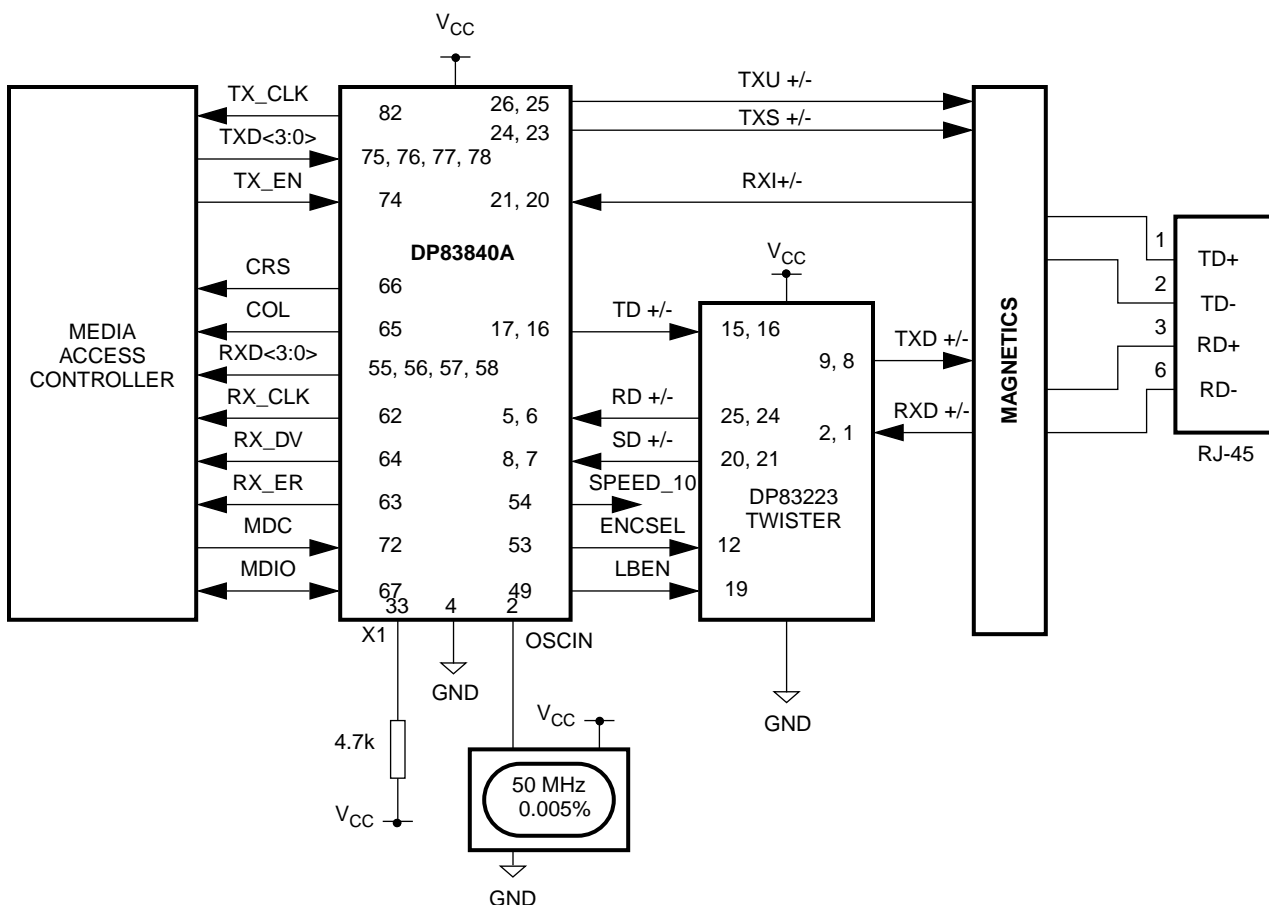 VCC
TX_CLK
82
26, 25
TXU +/-
24, 23
TXS +/-
TXD<3:0>
75, 76, 77, 78
TX_EN
74
21, 20
RXI+/-
DP83840A
CRS
66
COL
65
17, 16
TD +/-
RXD<3:0>
55, 56, 57, 58
RX_CLK
62
5, 6
RD +/-
RX_DV
64
8, 7
SD +/-
RX_ER
63
54
SPEED_10
MDC
72
53
ENCSEL
MDIO
67
49
LBEN
33
4
2
MEDIA
ACCESS
CONTROLLER
VCC
15, 16
9, 8
TXD +/-
25, 24
2, 1
RXD +/-
20, 21
DP83223
TWISTER
12
19
GND
MAGNETICS
1
TD+
2
TD-
3
RD+
6
RD-
RJ-45
X1
GND
OSCIN
4.7k
VCC
VCC
50 MHz
0.005%
GND